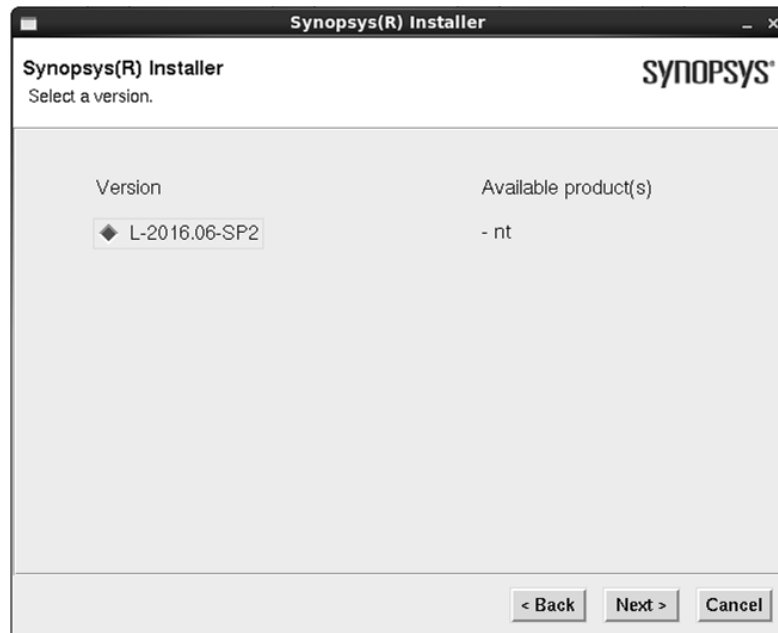 Synopsys(R) Installer
Synopsys(R) Installer
SYNOPSYS®
Select a version.
Version Available product(s)
L-2016.06-SP2 - nt
< Back Next > Cancel